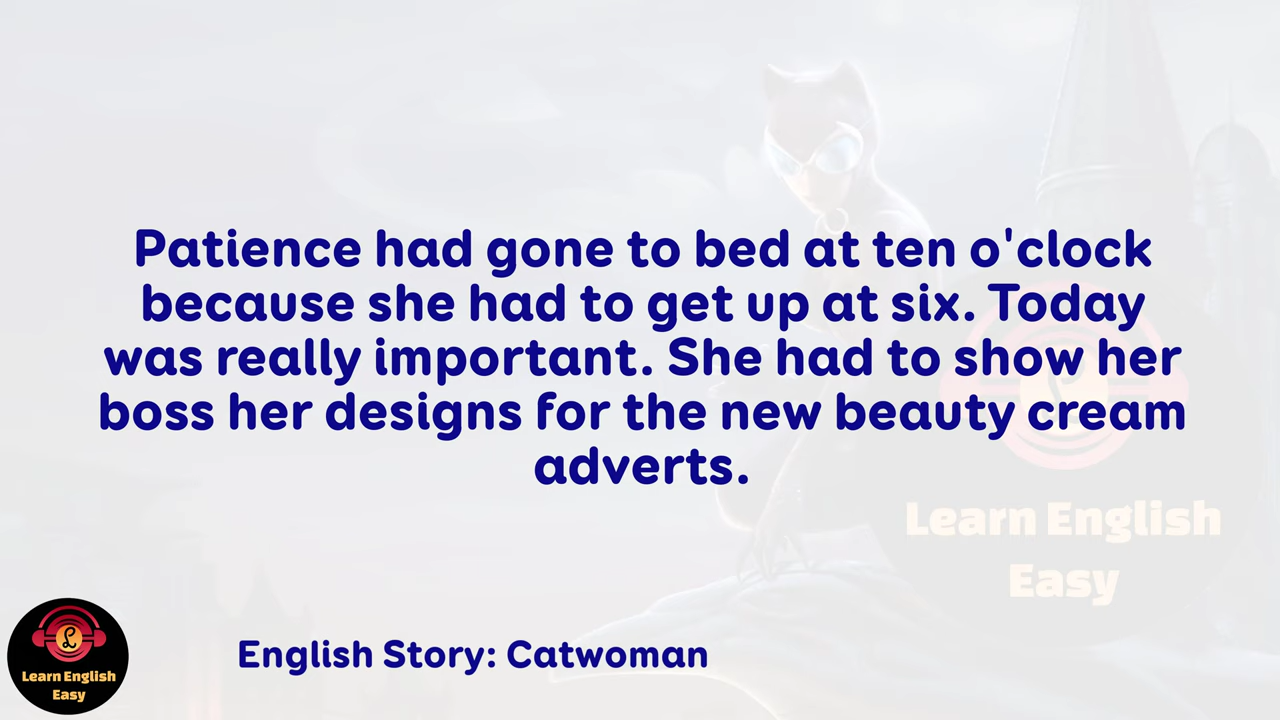 Patience had gone to bed at ten o'clock
because she had to get up at six. Today
was really important. She had to show her
boss her designs for the new beauty cream
adverts.
Learn English
Easy
English Story: Catwoman
Learn English
Easy